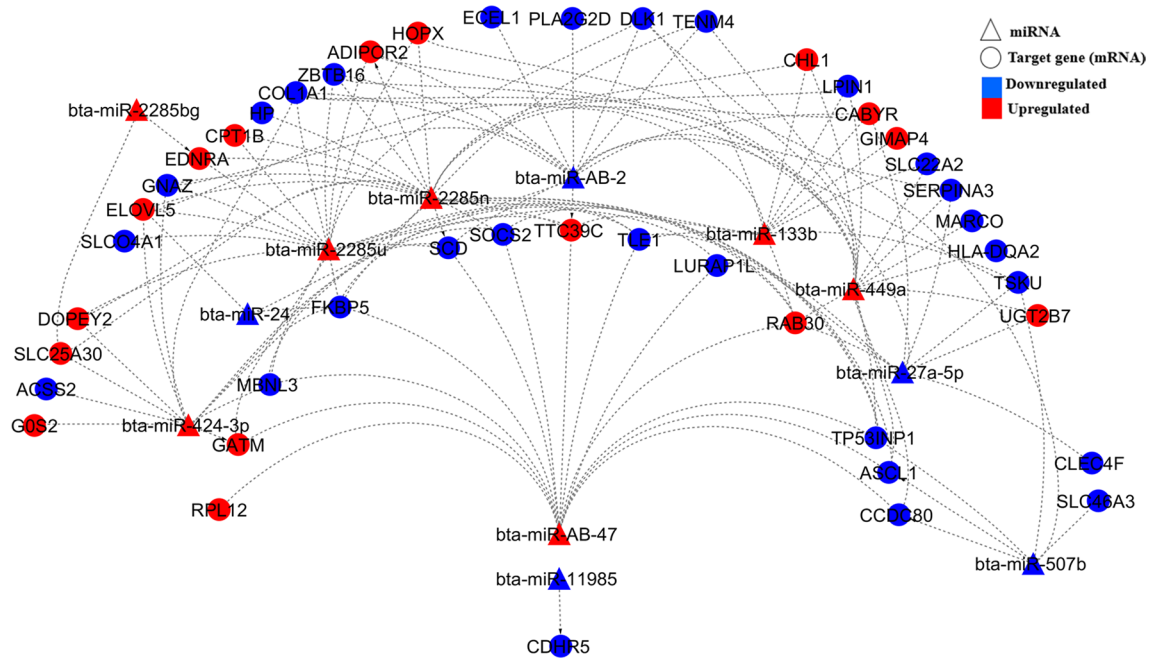 ECEL1
PLA2G2D
DLK1
TENM4
HOPX
ADIPOR2
ZBTB16
COL1A1
HP
CPT1B
EDNRA
GNAZ
ELOVL5
SLCO4A1
bta-miR-2285bg
CHL1
LPIN1
CABYR
GIMAP4
SLC22A2
SERPINA3
MARCO
HLA-DQA2
TSKU
UGT2B7
miRNA
Target gene (mRNA)
Downregulated
Upregulated
bta-miR-AB-2
bta-miR-2285n
bta-miR-2285u
SCD
SOCS2
TTC39C
TLE1
LURAP1L
bta-miR-133b
bta-miR-449a
bta-miR-24
FKBP5
RAB30
DOPEY2
SLC25A30
ACSS2
G0S2
MBNL3
bta-miR-27a-5p
bta-miR-424-3p
GATM
RPL12
TP53INP1
ASCL1
CCDC80
CLEC4F
SLC46A3
bta-miR-AB-47
bta-miR-507b
bta-miR-11985
CDHR5